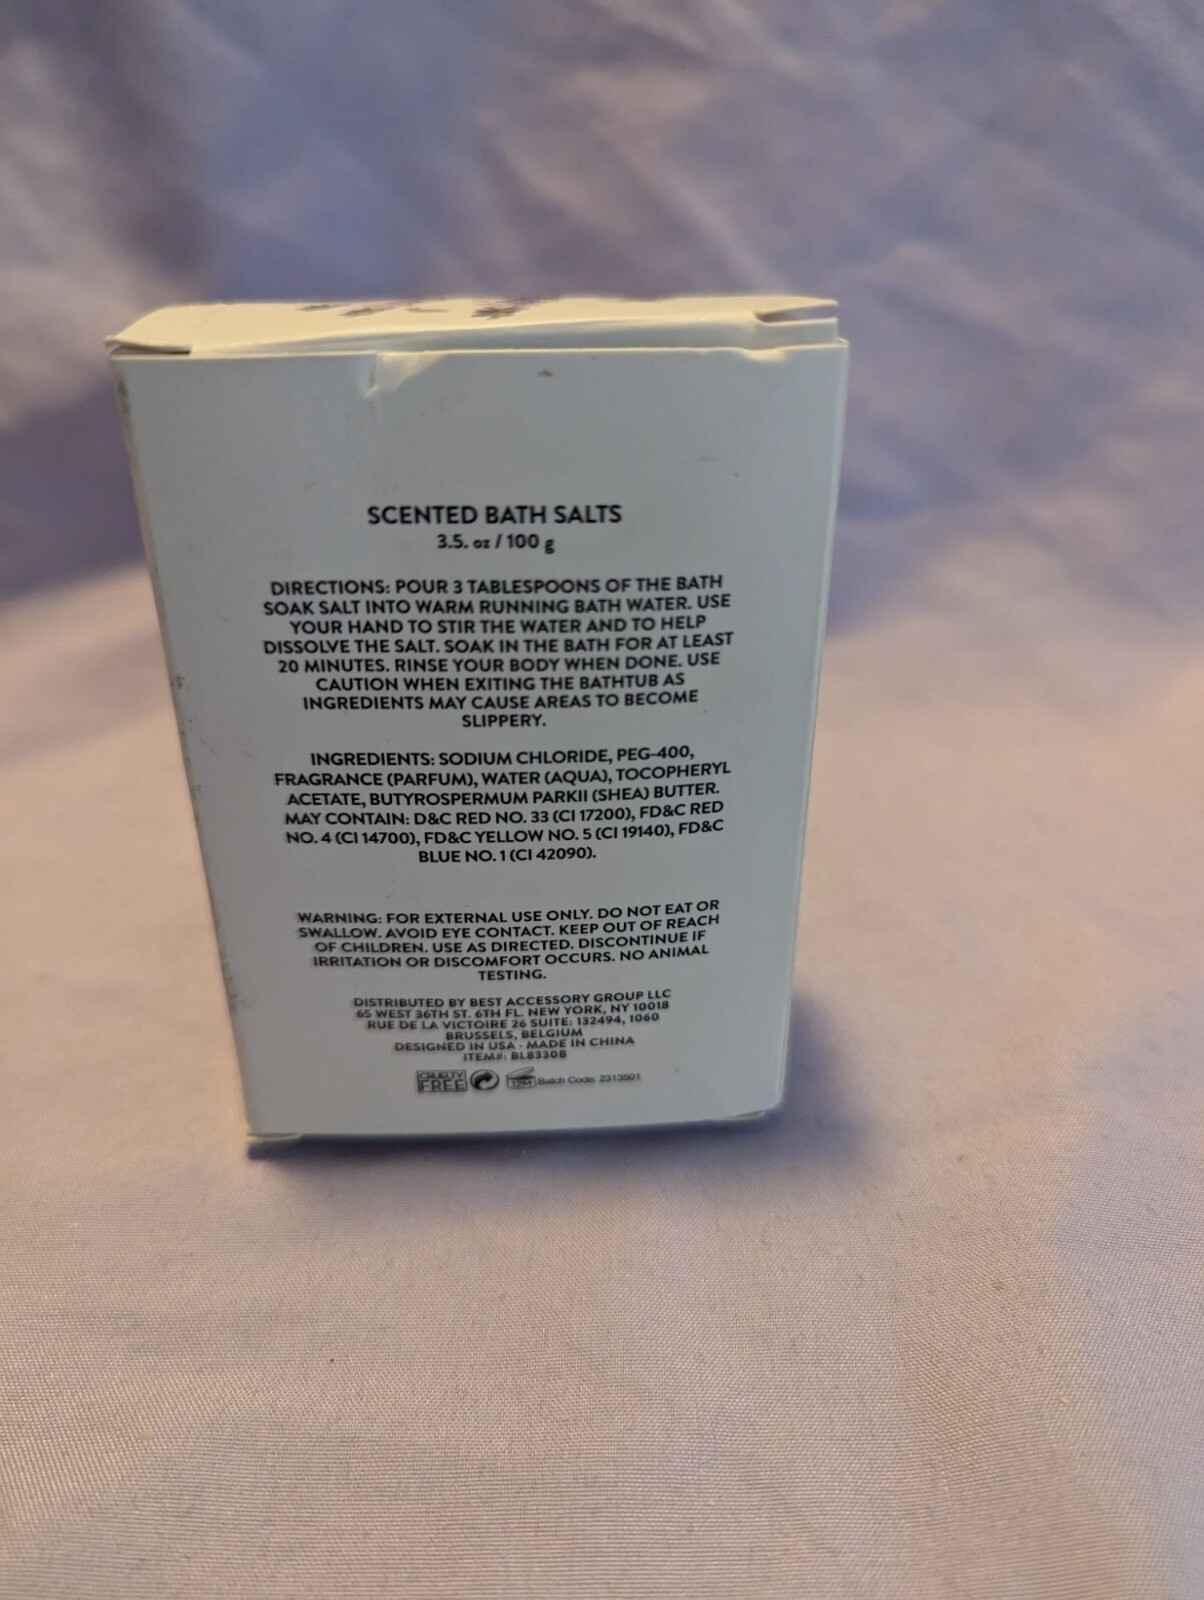 SCENTED BATH SALTS
3.5. oz / 100 g
DIRECTIONS: POUR 3 TABLESPOONS OF THE BATH
SOAK SALT INTO WARM RUNNING BATH WATER. USE
YOUR HAND TO STIR THE WATER AND TO HELP
DISSOLVE THE SALT. SOAK IN THE BATH FOR AT LEAST
20 MINUTES. RINSE YOUR BODY WHEN DONE. USE
CAUTION WHEN EXITING THE BATHTUB AS
INGREDIENTS MAY CAUSE AREAS TO BECOME
SLIPPERY.
INGREDIENTS: SODIUM CHLORIDE, PEG-400,
FRAGRANCE (PARFUM), WATER (AQUA), TOCOPHERYL
ACETATE, BUTYROSPERMUM PARKII (SHEA) BUTTER.
MAY CONTAIN: D&C RED NO. 33 (CI 17200), FD&C RED
NO. 4 (CI 14700), FD&C YELLOW NO. 5 (CI 19140), FD&C
BLUE NO. 1 (CI 42090).
WARNING: FOR EXTERNAL USE ONLY. DO NOT EAT OR
SWALLOW. AVOID EYE CONTACT. KEEP OUT OF REACH
OF CHILDREN. USE AS DIRECTED. DISCONTINUE IF
IRRITATION OR DISCOMFORT OCCURS. NO ANIMAL
TESTING.
DISTRIBUTED BY BEST ACCESSORY GROUP LLC
65 WEST 36TH ST. 6TH FL. NEW YORK, NY 10018
RUE DE LA VICTOIRE 26 SUITE: 132494, 1060
BRUSSELS, BELGIUM
DESIGNED IN USA · MADE IN CHINA
ITEM#: BL8330B
CRUELTY
FREE 12M Batch Code: 2313501